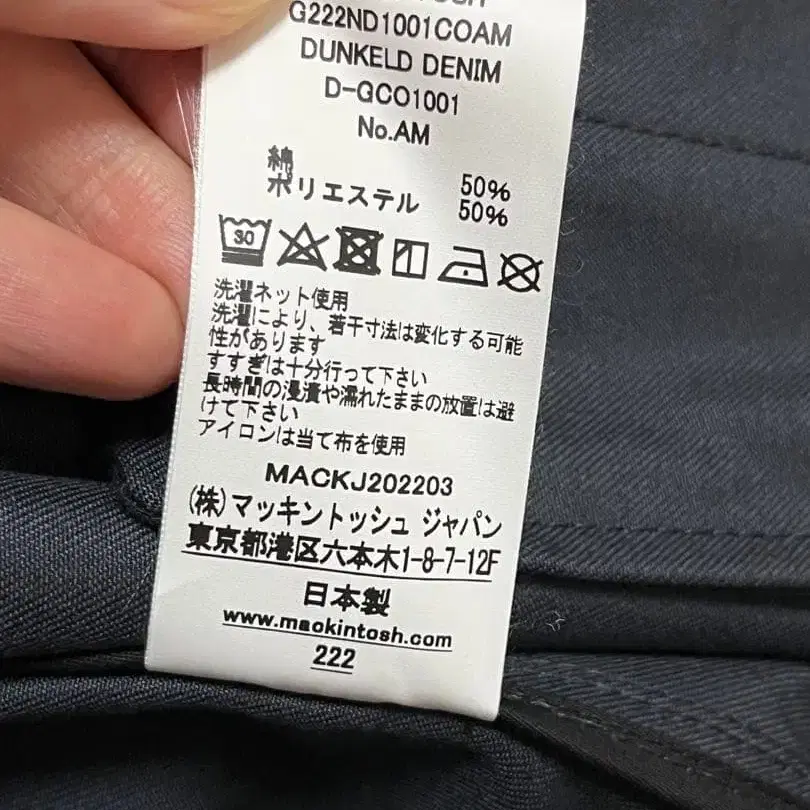 G222ND1001COAM
DUNKELD DENIM
D-GCO1001
No.AM
綿 50%
ポリエステル 50%
30
洗濯ネット使用
洗濯により、若干寸法は変化する可能
性があります
すすぎは十分行って下さい
長時間の浸漬や濡れたままの放置は避
けて下さい
アイロンは当て布を使用
MACKJ202203
(株)マッキントッシュ ジャパン
東京都港区六本木1-8-7-12F
日本製
www.mackintosh.com
222